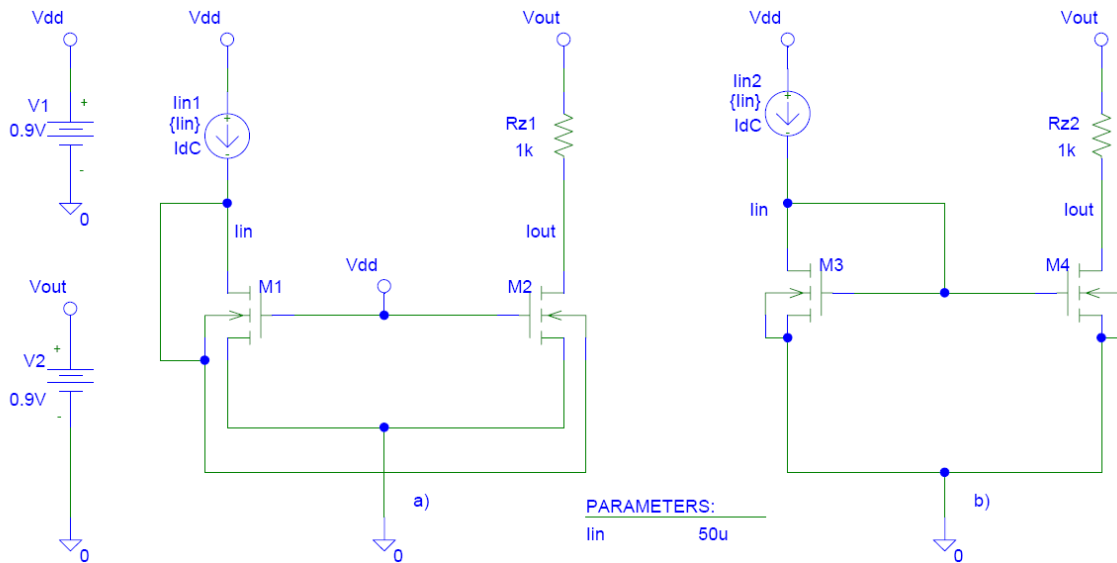 Vdd
Vdd
Vout
Vdd
Vout
V1
+
0.9V
-
0
Iin1
{Iin}
IdC
+
-
Rz1
1k
Iin2
{Iin}
IdC
+
-
Rz2
1k
Iin
Iout
Iin
Iout
Vdd
M1
M2
M3
M4
Vout
+
V2
0.9V
-
0
a)
0
PARAMETERS:
Iin 50u
b)
0